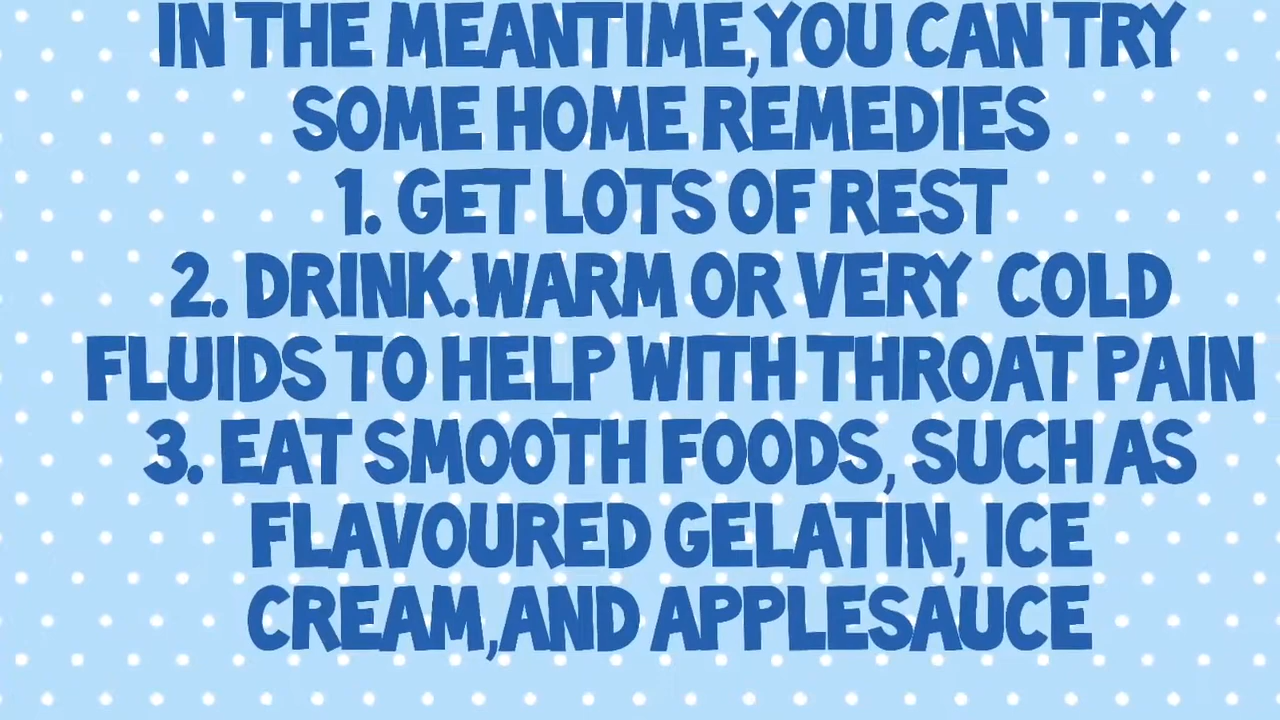 IN THE MEANTIME,YOU CAN TRY
SOME HOME REMEDIES
1. GET LOTS OF REST
2. DRINK.WARM OR VERY COLD
FLUIDS TO HELP WITH THROAT PAIN
3. EAT SMOOTH FOODS, SUCH AS
FLAVOURED GELATIN, ICE
CREAM,AND APPLESAUCE